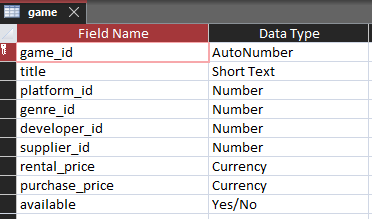 game
Field Name Data Type
game_id AutoNumber
title Short Text
platform_id Number
genre_id Number
developer_id Number
supplier_id Number
rental_price Currency
purchase_price Currency
available Yes/No